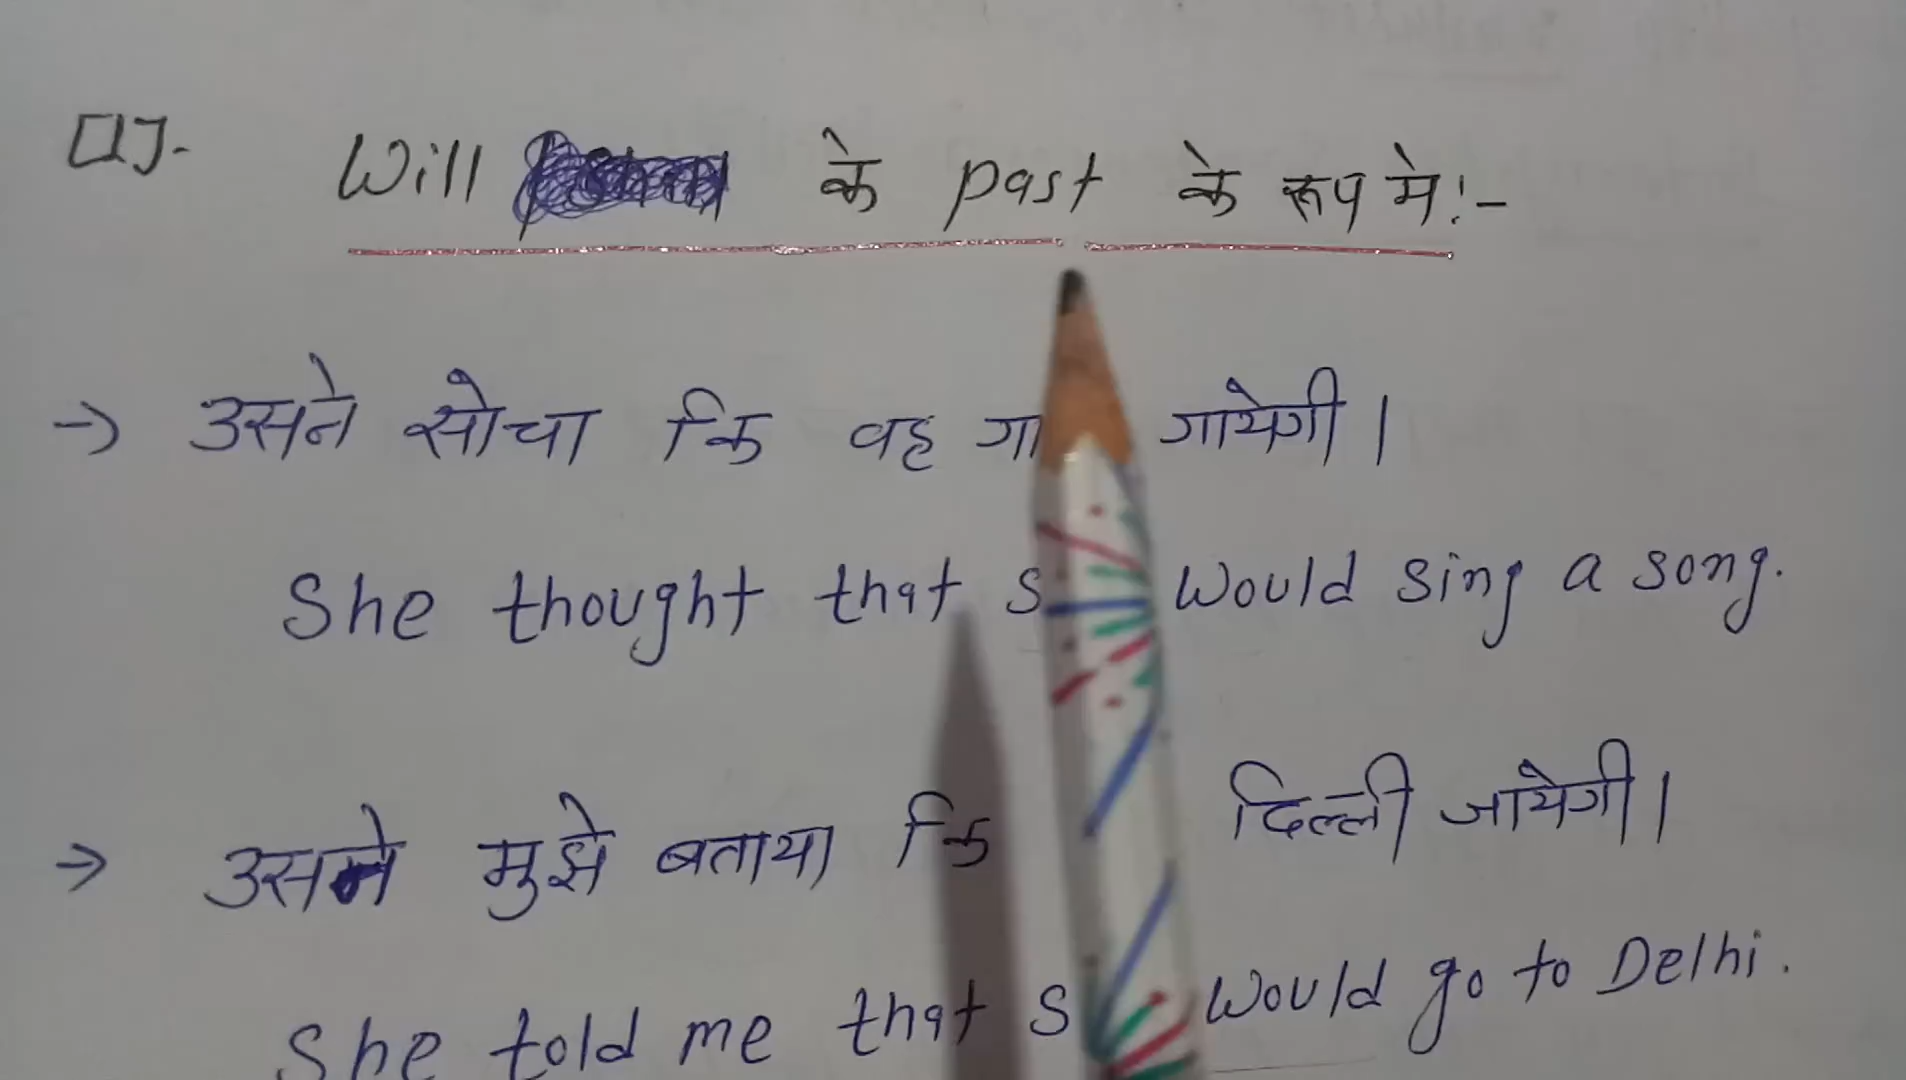 [1]. Will के past के रूप मे:-
→ उसने सोचा कि वह गायेगी।
She thought that would sing a song.
→ उसने मुझे बताया कि दिल्ली जायेगी।
She told me that would go to Delhi.